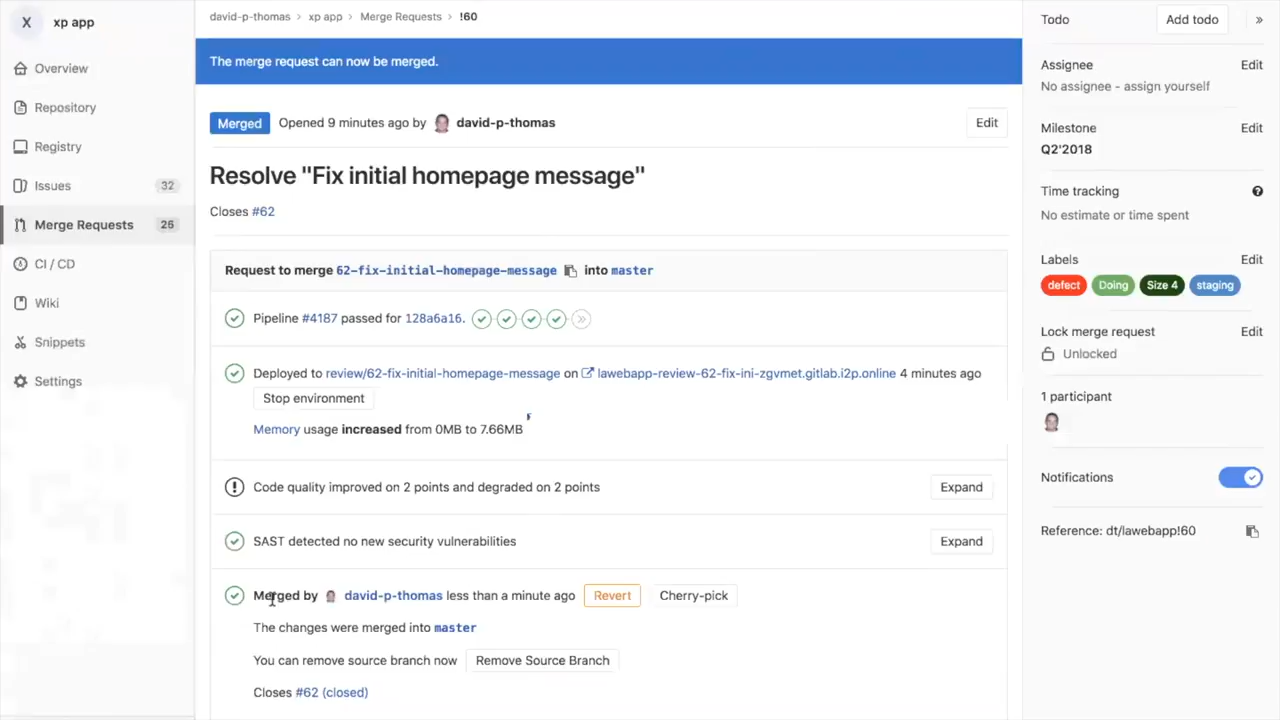 X xp app
Overview
Repository
Registry
Issues 32
Merge Requests 26
CI / CD
Wiki
Snippets
Settings
david-p-thomas > xp app > Merge Requests > !60
The merge request can now be merged.
Merged Opened 9 minutes ago by david-p-thomas Edit
Resolve "Fix initial homepage message"
Closes #62
Request to merge 62-fix-initial-homepage-message into master
Pipeline #4187 passed for 128a6a16.
Deployed to review/62-fix-initial-homepage-message on lawebapp-review-62-fix-ini-zgvmet.gitlab.i2p.online 4 minutes ago
Stop environment
Memory usage increased from 0MB to 7.66MB
Code quality improved on 2 points and degraded on 2 points Expand
SAST detected no new security vulnerabilities Expand
Merged by david-p-thomas less than a minute ago Revert Cherry-pick
The changes were merged into master
You can remove source branch now Remove Source Branch
Closes #62 (closed)
Todo Add todo »
Assignee Edit
No assignee - assign yourself
Milestone Edit
Q2'2018
Time tracking
No estimate or time spent
Labels Edit
defect Doing Size 4 staging
Lock merge request Edit
Unlocked
1 participant
Notifications
Reference: dt/lawebapp!60